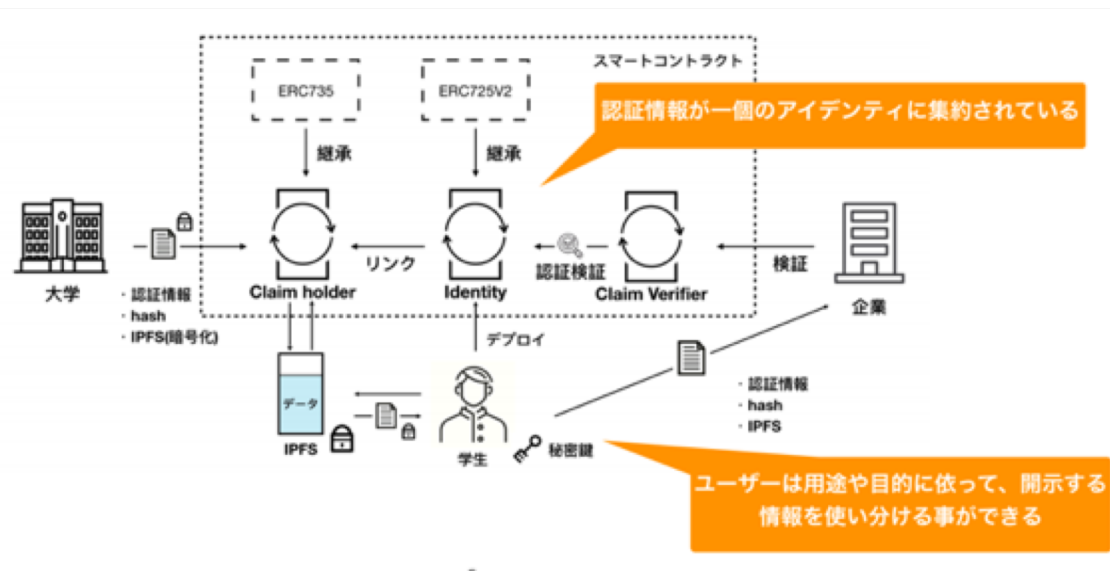 スマートコントラクト
ERC735
ERC725V2
認証情報が一個のアイデンティに集約されている
継承
継承
リンク
認証検証
検証
大学
Claim holder
Identity
Claim Verifier
企業
・認証情報
・hash
・IPFS(暗号化)
デプロイ
データ
IPFS
学生
秘密鍵
・認証情報
・hash
・IPFS
ユーザーは用途や目的に依って、開示する
情報を使い分ける事ができる